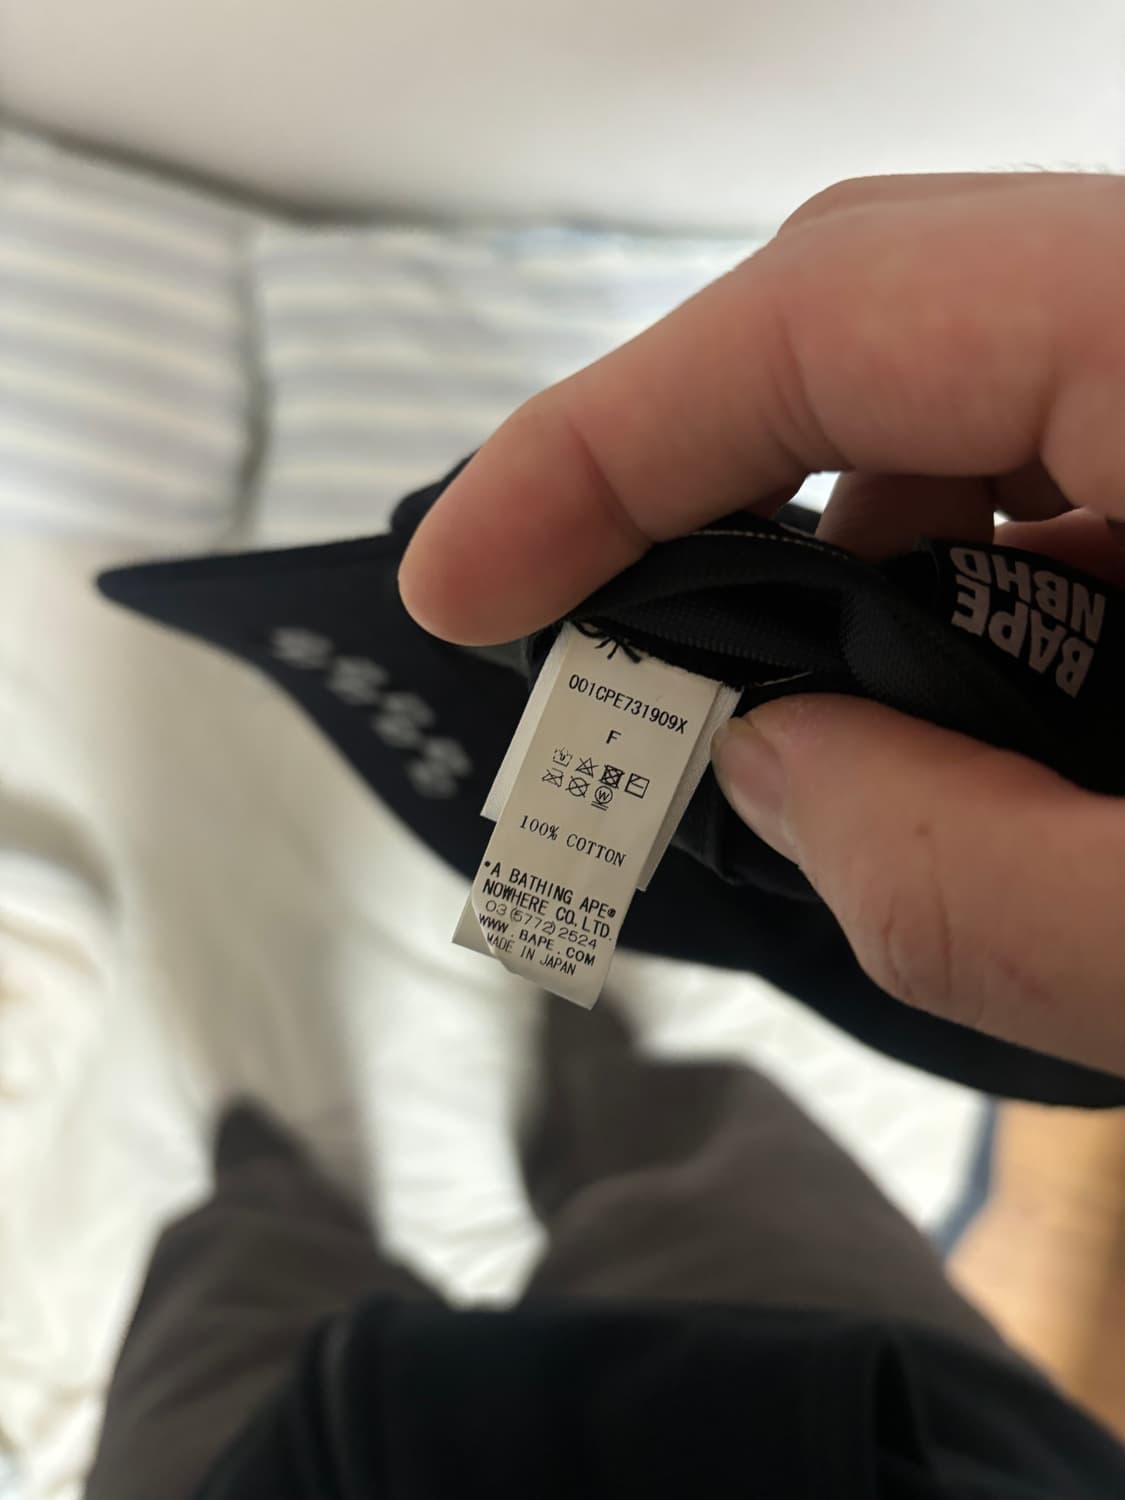 BAPE
NBHD
001CPE731909X
F
W
100% COTTON
*A BATHING APE®
NOWHERE CO.LTD.
03(5772)2524
WWW.BAPE.COM
MADE IN JAPAN